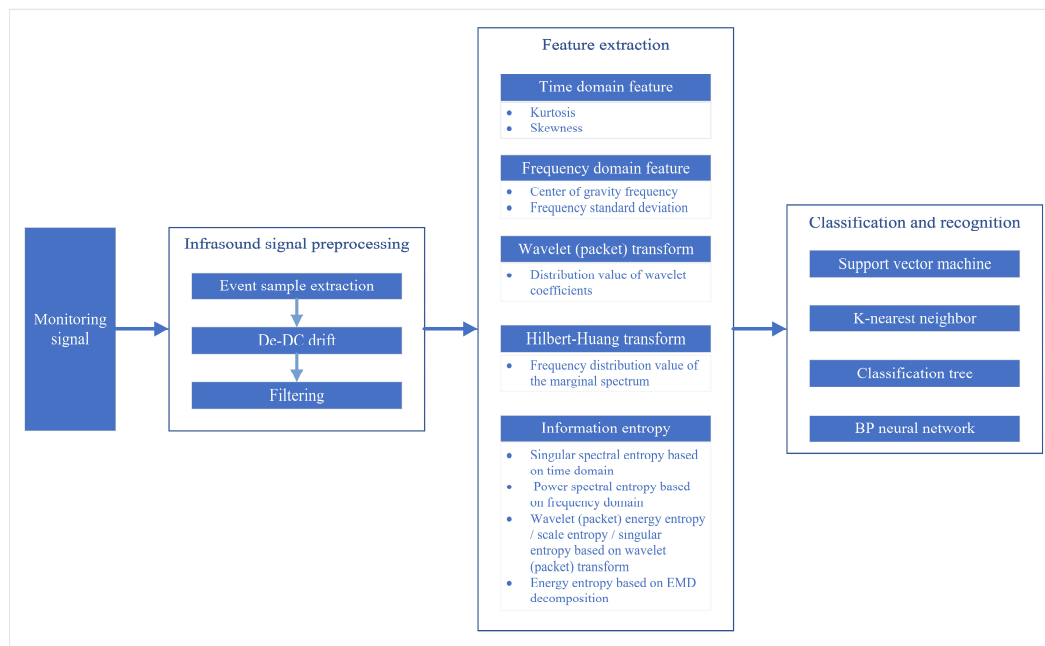 Monitoring
signal
Infrasound signal preprocessing
Event sample extraction
De-DC drift
Filtering
Feature extraction
Time domain feature
• Kurtosis
• Skewness
Frequency domain feature
• Center of gravity frequency
• Frequency standard deviation
Wavelet (packet) transform
• Distribution value of wavelet
coefficients
Hilbert-Huang transform
• Frequency distribution value of
the marginal spectrum
Information entropy
• Singular spectral entropy based
on time domain
• Power spectral entropy based
on frequency domain
• Wavelet (packet) energy entropy
/ scale entropy / singular
entropy based on wavelet
(packet) transform
• Energy entropy based on EMD
decomposition
Classification and recognition
Support vector machine
K-nearest neighbor
Classification tree
BP neural network